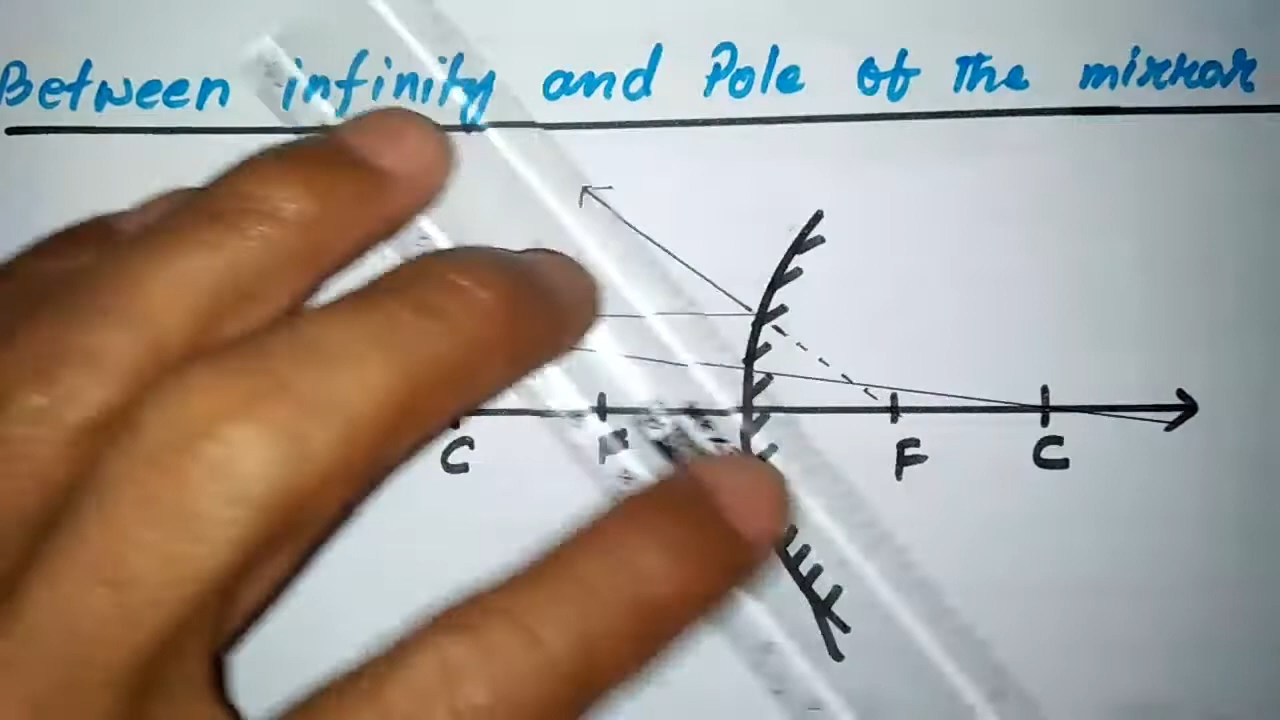 Between infinity and Pole of the mirror
C F F C